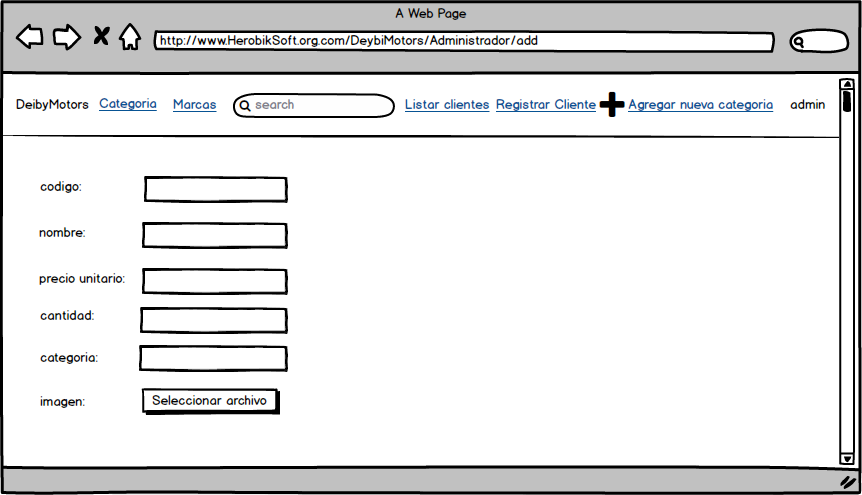 A Web Page
http://www.HerobikSoft.org.com/DeybiMotors/Administrador/add
DeibyMotors Categoria Marcas search Listar clientes Registrar Cliente Agregar nueva categoria admin
codigo:
nombre:
precio unitario:
cantidad:
categoria:
imagen: Seleccionar archivo